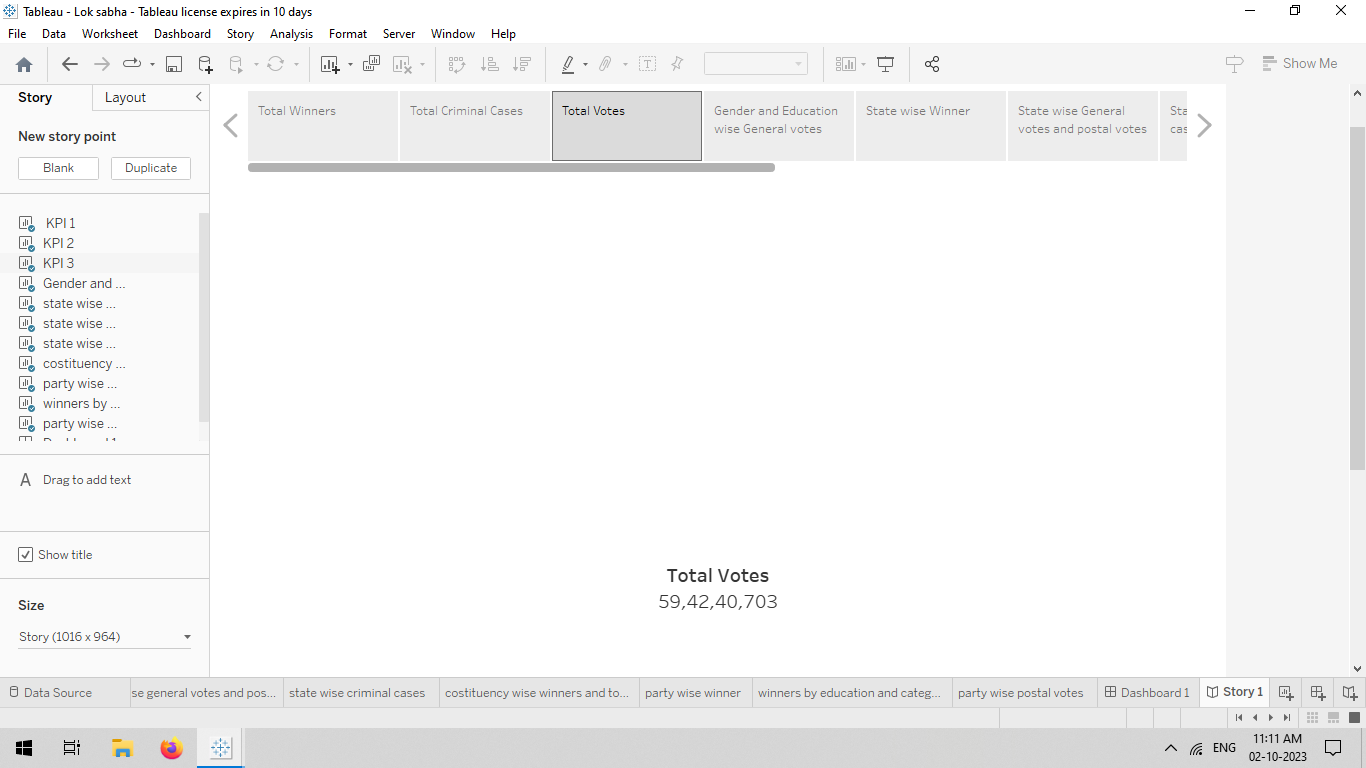 Tableau - Lok sabha - Tableau license expires in 10 days
File Data Worksheet Dashboard Story Analysis Format Server Window Help
Show Me
Story Layout
New story point
Blank Duplicate
KPI 1
KPI 2
KPI 3
Gender and ...
state wise ...
state wise ...
state wise ...
costituency ...
party wise ...
winners by ...
party wise ...
A Drag to add text
Show title
Size
Story (1016 x 964)
Total Winners
Total Criminal Cases
Total Votes
Gender and Education
wise General votes
State wise Winner
State wise General
votes and postal votes
Sta
cas
Total Votes
59,42,40,703
Data Source
se general votes and pos...
state wise criminal cases
costituency wise winners and to...
party wise winner
winners by education and categ...
party wise postal votes
Dashboard 1
Story 1
ENG
11:11 AM
02-10-2023